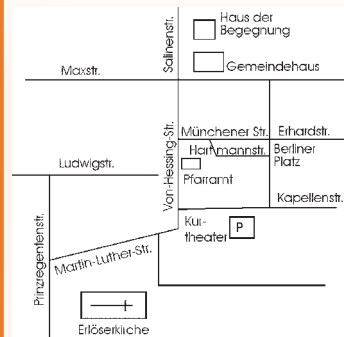 Salinenstr.
Haus der
Begegnung
Gemeindehaus
Maxstr.
Von-Hessing-Str.
Münchener Str.
Erhardstr.
Hartmannstr.
Berliner
Platz
Ludwigstr.
Pfarramt
Kapellenstr.
Kur-
theater
P
Prinzregentenstr.
Martin-Luther-Str.
Erlöserkirche